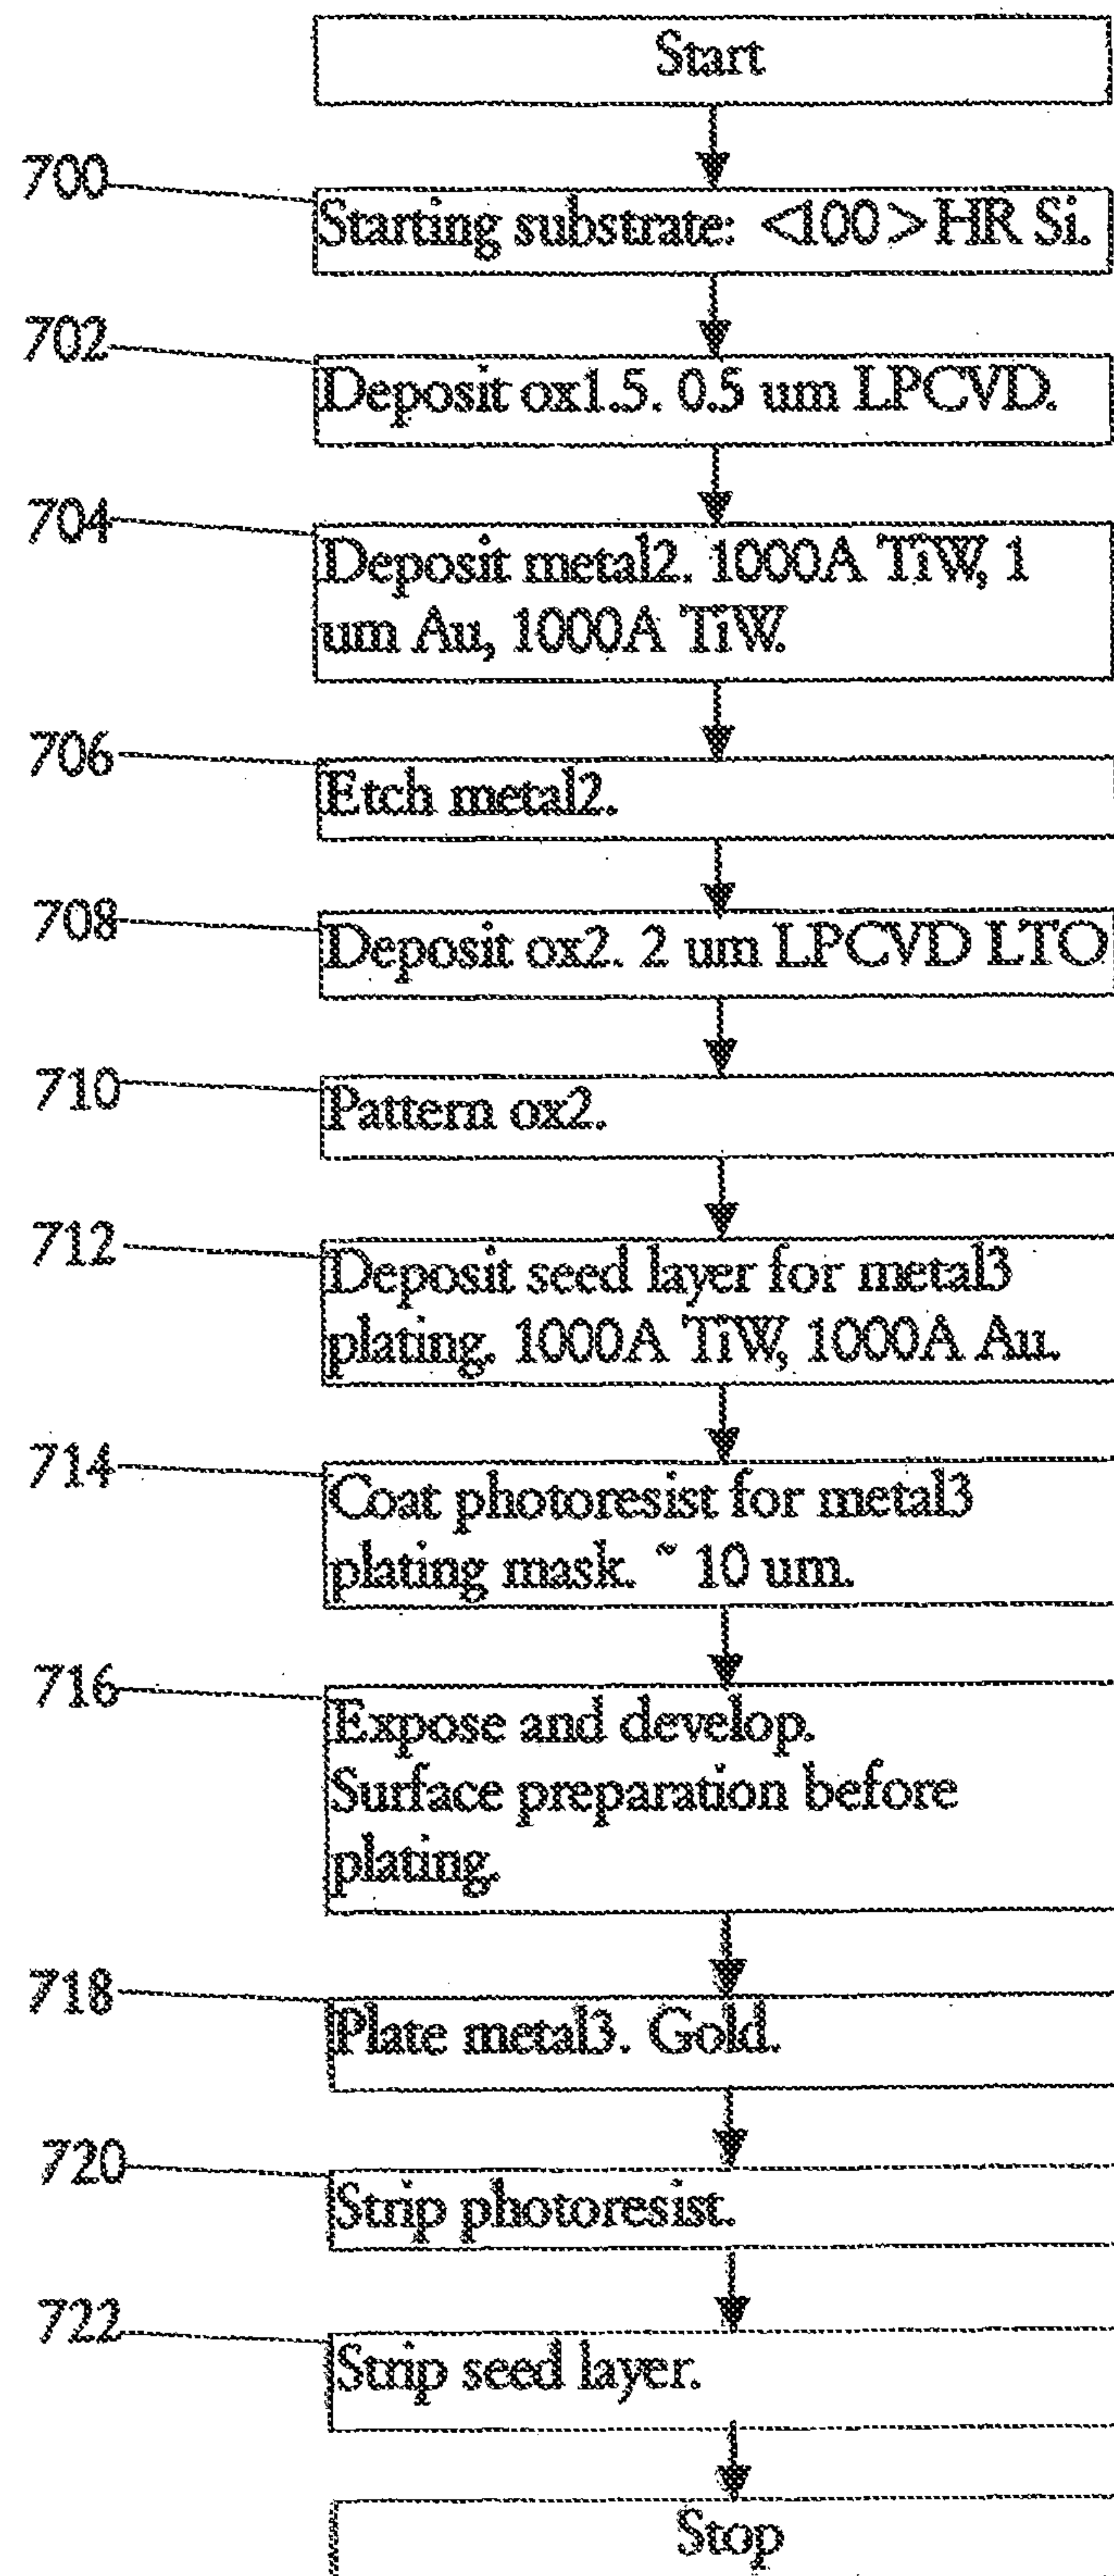 Start
700
Starting substrate: <100> HR Si.
702
Deposit ox1.5. 0.5 um LPCVD.
704
Deposit metal2. 1000A TiW, 1
um Au, 1000A TiW.
706
Etch metal2.
708
Deposit ox2. 2 um LPCVD LTO
710
Pattern ox2.
712
Deposit seed layer for metal3
plating. 1000A TiW, 1000A Au.
714
Coat photoresist for metal3
plating mask. ~ 10 um.
716
Expose and develop.
Surface preparation before
plating.
718
Plate metal3. Gold.
720
Strip photoresist.
722
Strip seed layer.
Stop